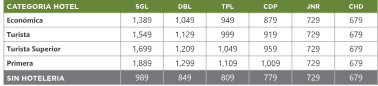 CATEGORIA HOTEL SGL DBL TPL CDP JNR CHD
Económica 1,389 1,049 949 879 729 679
Turista 1,549 1,129 999 919 729 679
Turista Superior 1,699 1,209 1,049 959 729 679
Primera 1,889 1,299 1,109 1,009 729 679
SIN HOTELERIA 989 849 809 779 729 679